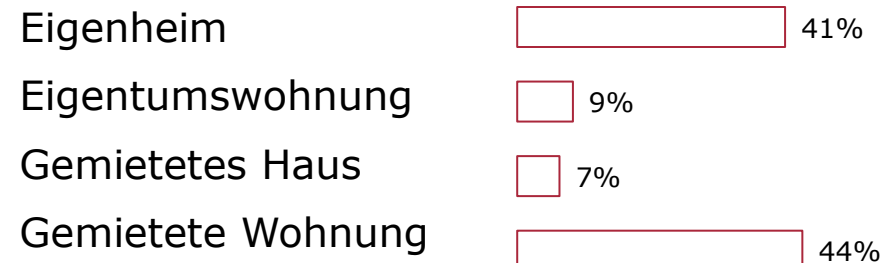 Eigenheim 41%
Eigentumswohnung 9%
Gemietetes Haus 7%
Gemietete Wohnung 44%